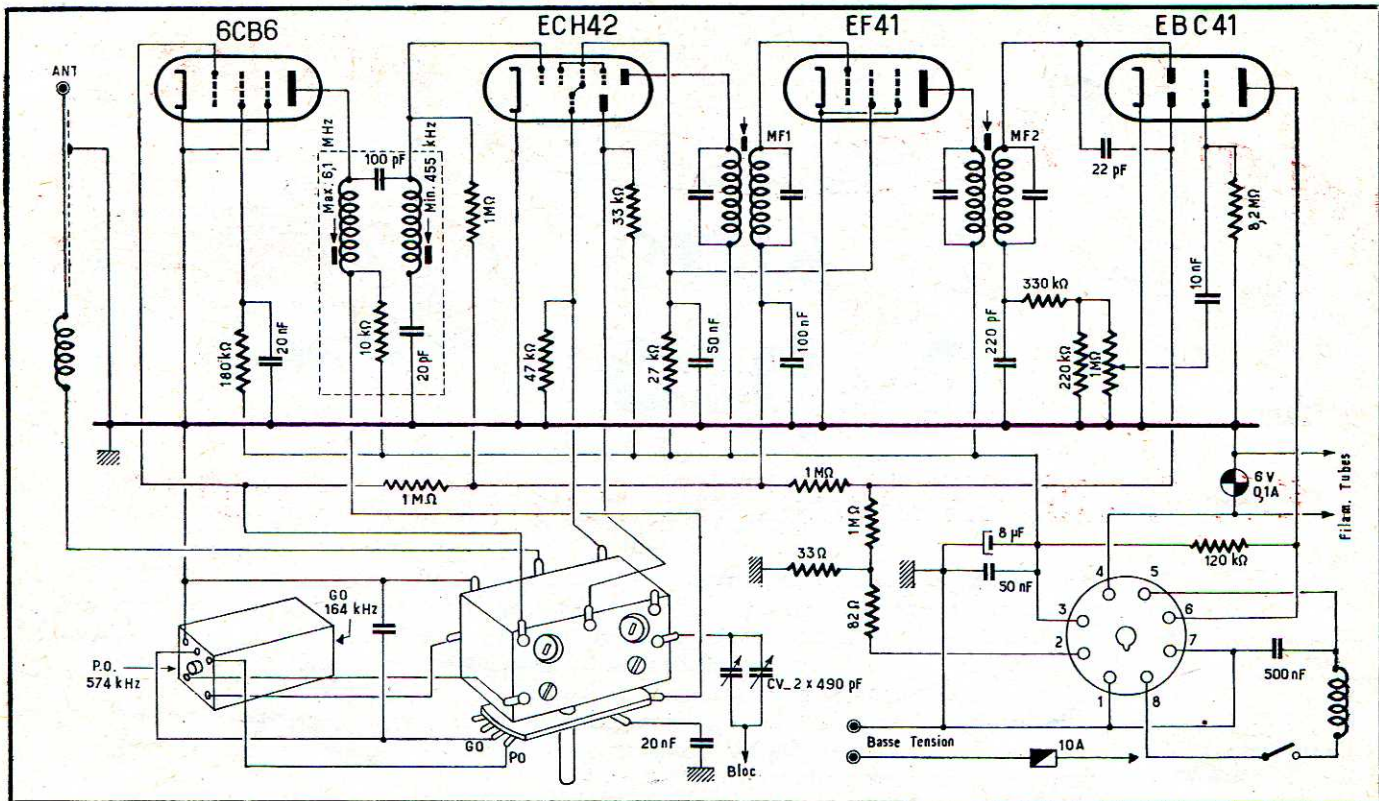 6CB6
ECH42
EF41
EBC41
ANT
Max. 6,1 MHz
100 pF
Min. 455 kHz
1MΩ
33 kΩ
MF1
MF2
22 pF
8,2 MΩ
180 kΩ
20 nF
10 kΩ
20 pF
47 kΩ
27 kΩ
50 nF
100 nF
220 pF
330 kΩ
220 kΩ
1MΩ
10 nF
1 MΩ
1 MΩ
1MΩ
33 Ω
82 Ω
8 µF
50 nF
6 V
0,1A
Filam. Tubes
120 kΩ
4
5
3
6
2
7
1
8
500 nF
GO
164 kHz
P.O.
574 kHz
GO
PO
20 nF
CV_2 x 490 pF
Bloc
Basse Tension
10A